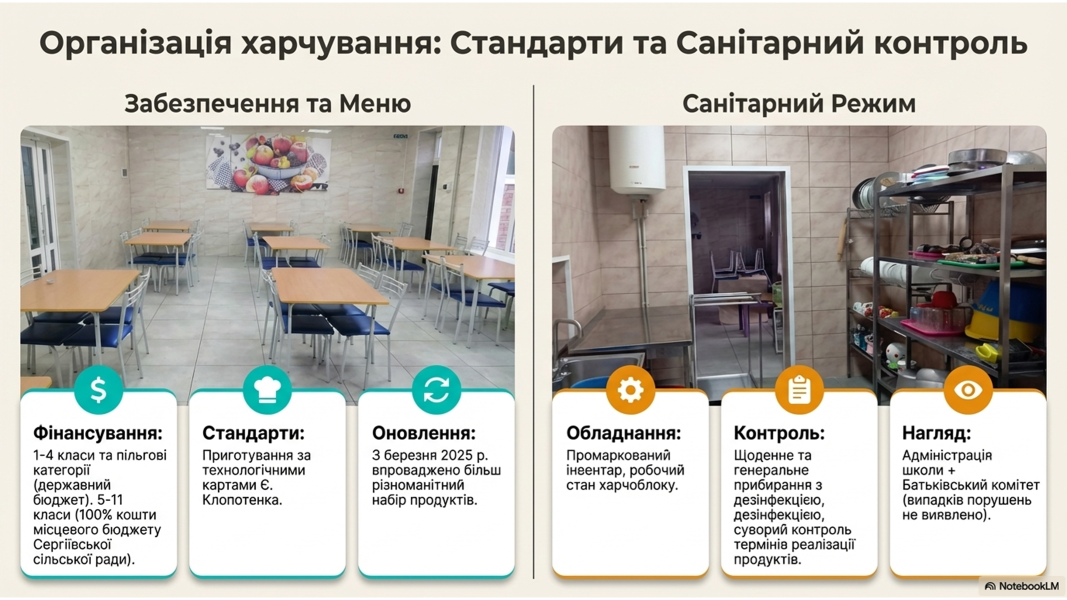 Організація харчування: Стандарти та Санітарний контроль
Забезпечення та Меню
Фінансування:
1-4 класи та пільгові
категорії
(державний
бюджет). 5-11
класи (100% кошти
місцевого бюджету
Сергіївської
сільської ради).
Стандарти:
Приготування за
технологічними
картами Є.
Клопотенка.
Оновлення:
З березня 2025 р.
впроваджено більш
різноманітний
набір продуктів.
Санітарний Режим
Обладнання:
Промаркований
інвентар, робочий
стан харчоблоку.
Контроль:
Щоденне та
генеральне
прибирання з
дезінфекцією,
дезінфекцією,
суворий контроль
термінів реалізації
продуктів.
Нагляд:
Адміністрація
школи +
Батьківський комітет
(випадків порушень
не виявлено).
NotebookLM